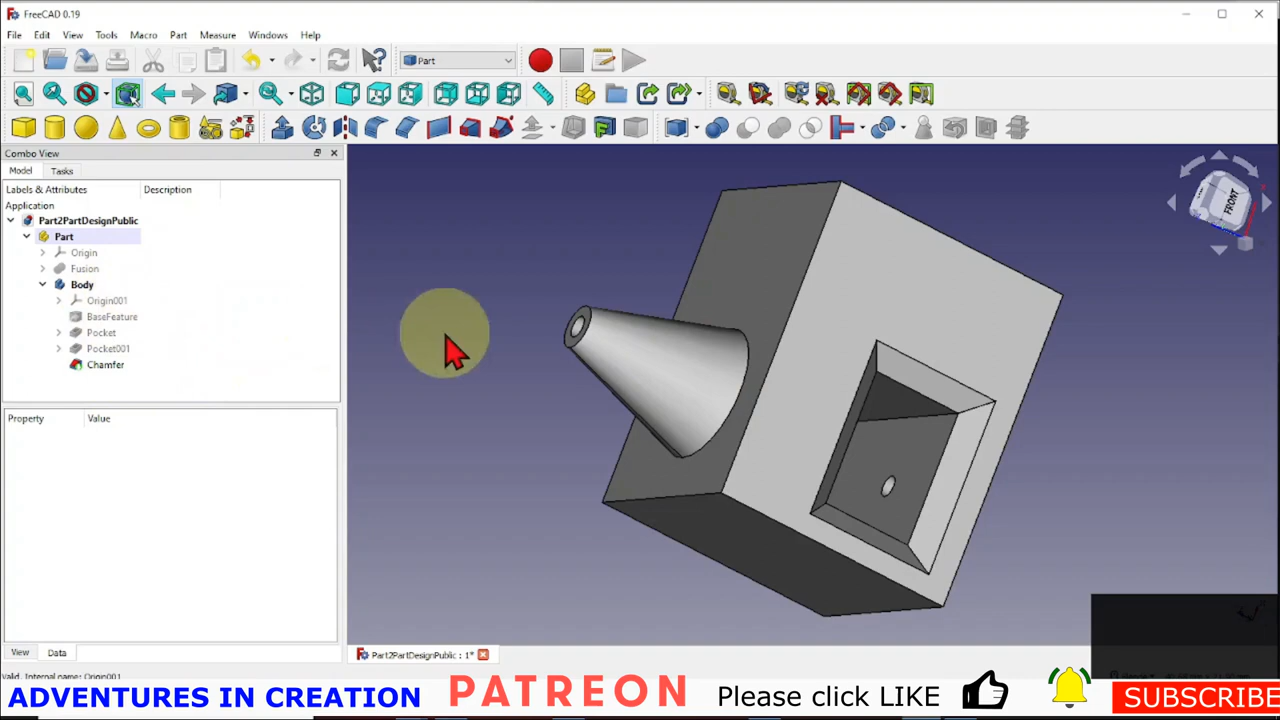 FreeCAD 0.19
File Edit View Tools Macro Part Measure Windows Help
Part
Combo View
Model Tasks
Labels & Attributes Description
Application
Part2PartDesignPublic
Part
Origin
Fusion
Body
Origin001
BaseFeature
Pocket
Pocket001
Chamfer
Property Value
View Data
FRONT
Part2PartDesignPublic : 1*
Valid, Internal name: Origin001
ADVENTURES IN CREATION PATREON Please click LIKE SUBSCRIBE